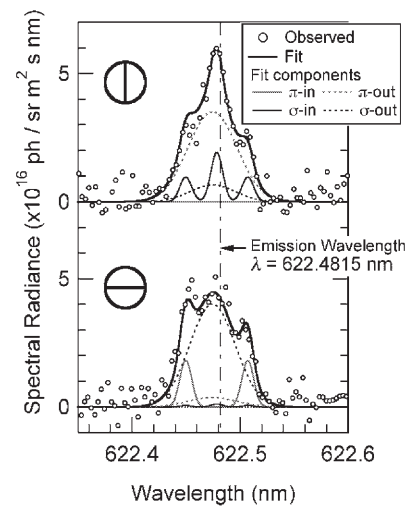 Observed
Fit
Fit components
π-in π-out
σ-in σ-out
5
0
Emission Wavelength
λ = 622.4815 nm
5
0
622.4 622.5 622.6
Wavelength (nm)
Spectral Radiance (x10¹⁶ ph / sr m² s nm)